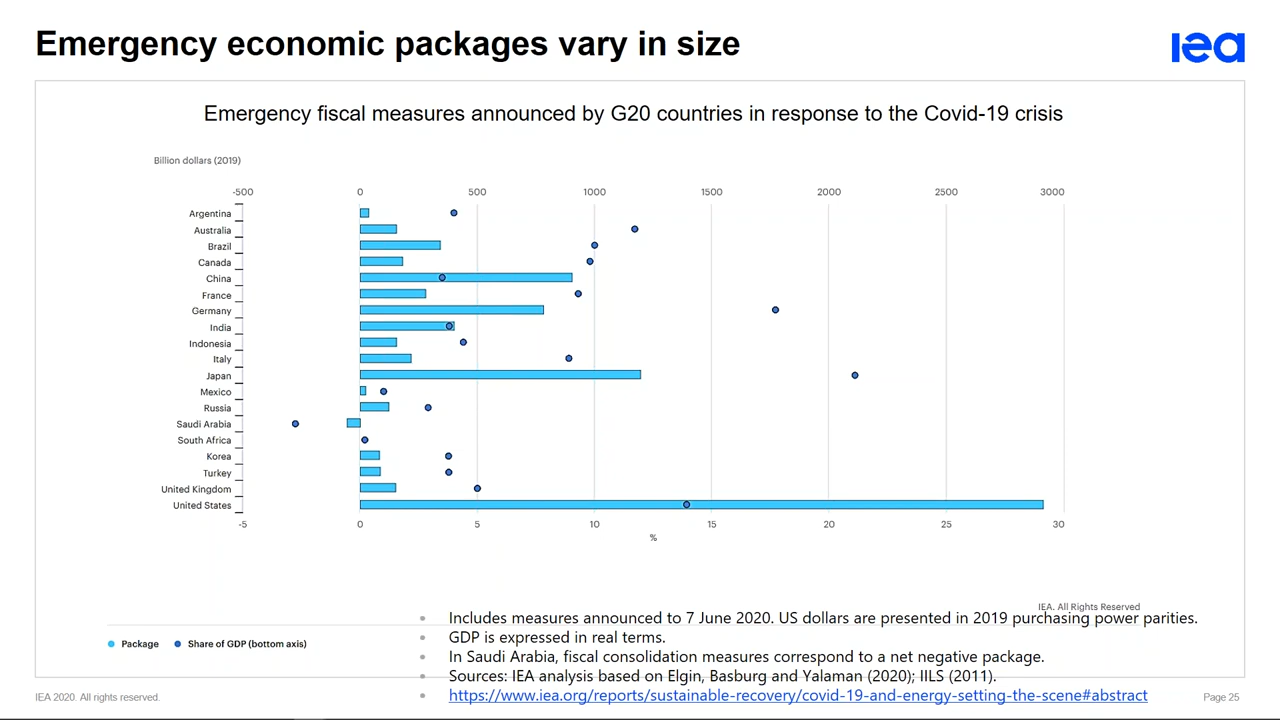 Emergency economic packages vary in size
iea
Emergency fiscal measures announced by G20 countries in response to the Covid-19 crisis
Billion dollars (2019)
-500 0 500 1000 1500 2000 2500 3000
Argentina
Australia
Brazil
Canada
China
France
Germany
India
Indonesia
Italy
Japan
Mexico
Russia
Saudi Arabia
South Africa
Korea
Turkey
United Kingdom
United States
-5 0 5 10 15 20 25 30
%
IEA. All Rights Reserved
• Includes measures announced to 7 June 2020. US dollars are presented in 2019 purchasing power parities.
• GDP is expressed in real terms.
Package Share of GDP (bottom axis)
• In Saudi Arabia, fiscal consolidation measures correspond to a net negative package.
• Sources: IEA analysis based on Elgin, Basburg and Yalaman (2020); IILS (2011).
• https://www.iea.org/reports/sustainable-recovery/covid-19-and-energy-setting-the-scene#abstract
IEA 2020. All rights reserved.
Page 25